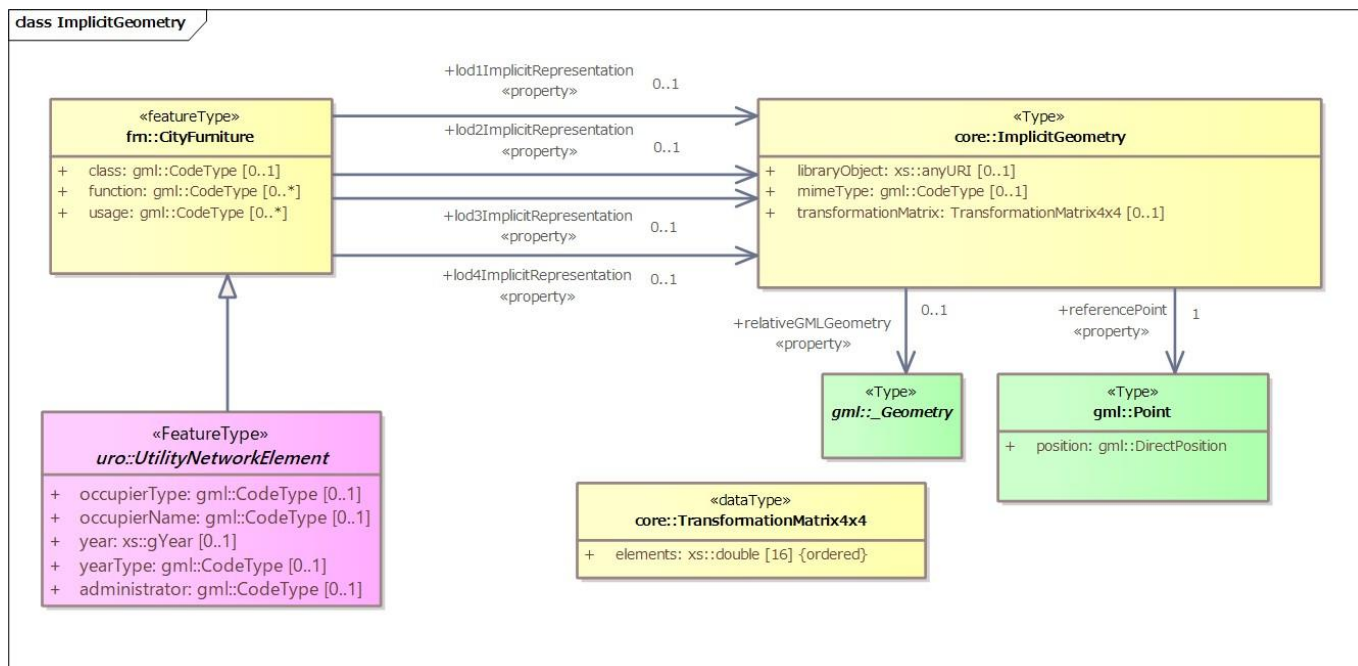 class ImplicitGeometry
«featureType»
frn::CityFurniture
+ class: gml::CodeType [0..1]
+ function: gml::CodeType [0..*]
+ usage: gml::CodeType [0..*]
+lod1ImplicitRepresentation 0..1
«property»
+lod2ImplicitRepresentation 0..1
«property»
+lod3ImplicitRepresentation 0..1
«property»
+lod4ImplicitRepresentation 0..1
«property»
«Type»
core::ImplicitGeometry
+ libraryObject: xs::anyURI [0..1]
+ mimeType: gml::CodeType [0..1]
+ transformationMatrix: TransformationMatrix4x4 [0..1]
+relativeGMLGeometry 0..1
«property»
+referencePoint 1
«property»
«Type»
gml::_Geometry
«Type»
gml::Point
+ position: gml::DirectPosition
«FeatureType»
uro::UtilityNetworkElement
+ occupierType: gml::CodeType [0..1]
+ occupierName: gml::CodeType [0..1]
+ year: xs::gYear [0..1]
+ yearType: gml::CodeType [0..1]
+ administrator: gml::CodeType [0..1]
«dataType»
core::TransformationMatrix4x4
+ elements: xs::double [16] {ordered}